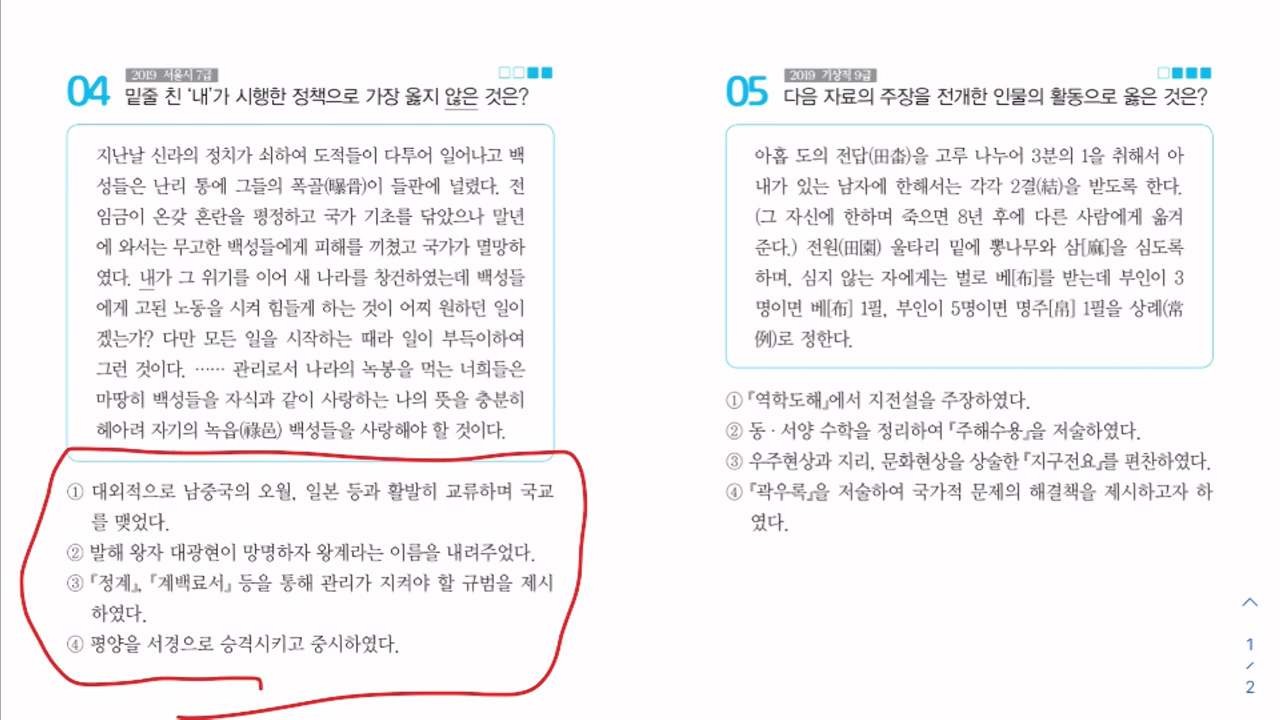 04
2019 서울시 7급
밑줄 친 ‘내’가 시행한 정책으로 가장 옳지 않은 것은?
지난날 신라의 정치가 쇠하여 도적들이 다투어 일어나고 백
성들은 난리 통에 그들의 폭골(曝骨)이 들판에 널렸다. 전
임금이 온갖 혼란을 평정하고 국가 기초를 닦았으나 말년
에 와서는 무고한 백성들에게 피해를 끼쳤고 국가가 멸망하
였다. 내가 그 위기를 이어 새 나라를 창건하였는데 백성들
에게 고된 노동을 시켜 힘들게 하는 것이 어찌 원하던 일이
겠는가? 다만 모든 일을 시작하는 때라 일이 부득이하여
그런 것이다. …… 관리로서 나라의 녹봉을 먹는 너희들은
마땅히 백성들을 자식과 같이 사랑하는 나의 뜻을 충분히
헤아려 자기의 녹읍(祿邑) 백성들을 사랑해야 할 것이다.
① 대외적으로 남중국의 오월, 일본 등과 활발히 교류하며 국교
를 맺었다.
② 발해 왕자 대광현이 망명하자 왕계라는 이름을 내려주었다.
③ 『정계』, 『계백료서』 등을 통해 관리가 지켜야 할 규범을 제시
하였다.
④ 평양을 서경으로 승격시키고 중시하였다.
05
2019 기상직 9급
다음 자료의 주장을 전개한 인물의 활동으로 옳은 것은?
아홉 도의 전답(田畓)을 고루 나누어 3분의 1을 취해서 아
내가 있는 남자에 한해서는 각각 2결(結)을 받도록 한다.
(그 자신에 한하며 죽으면 8년 후에 다른 사람에게 옮겨
준다.) 전원(田園) 울타리 밑에 뽕나무와 삼[麻]을 심도록
하며, 심지 않는 자에게는 벌로 베[布]를 받는데 부인이 3
명이면 베[布] 1필, 부인이 5명이면 명주[帛] 1필을 상례(常
例)로 정한다.
① 『역학도해』에서 지전설을 주장하였다.
② 동·서양 수학을 정리하여 『주해수용』을 저술하였다.
③ 우주현상과 지리, 문화현상을 상술한 『지구전요』를 편찬하였다.
④ 『곽우록』을 저술하여 국가적 문제의 해결책을 제시하고자 하
였다.
1
/
2